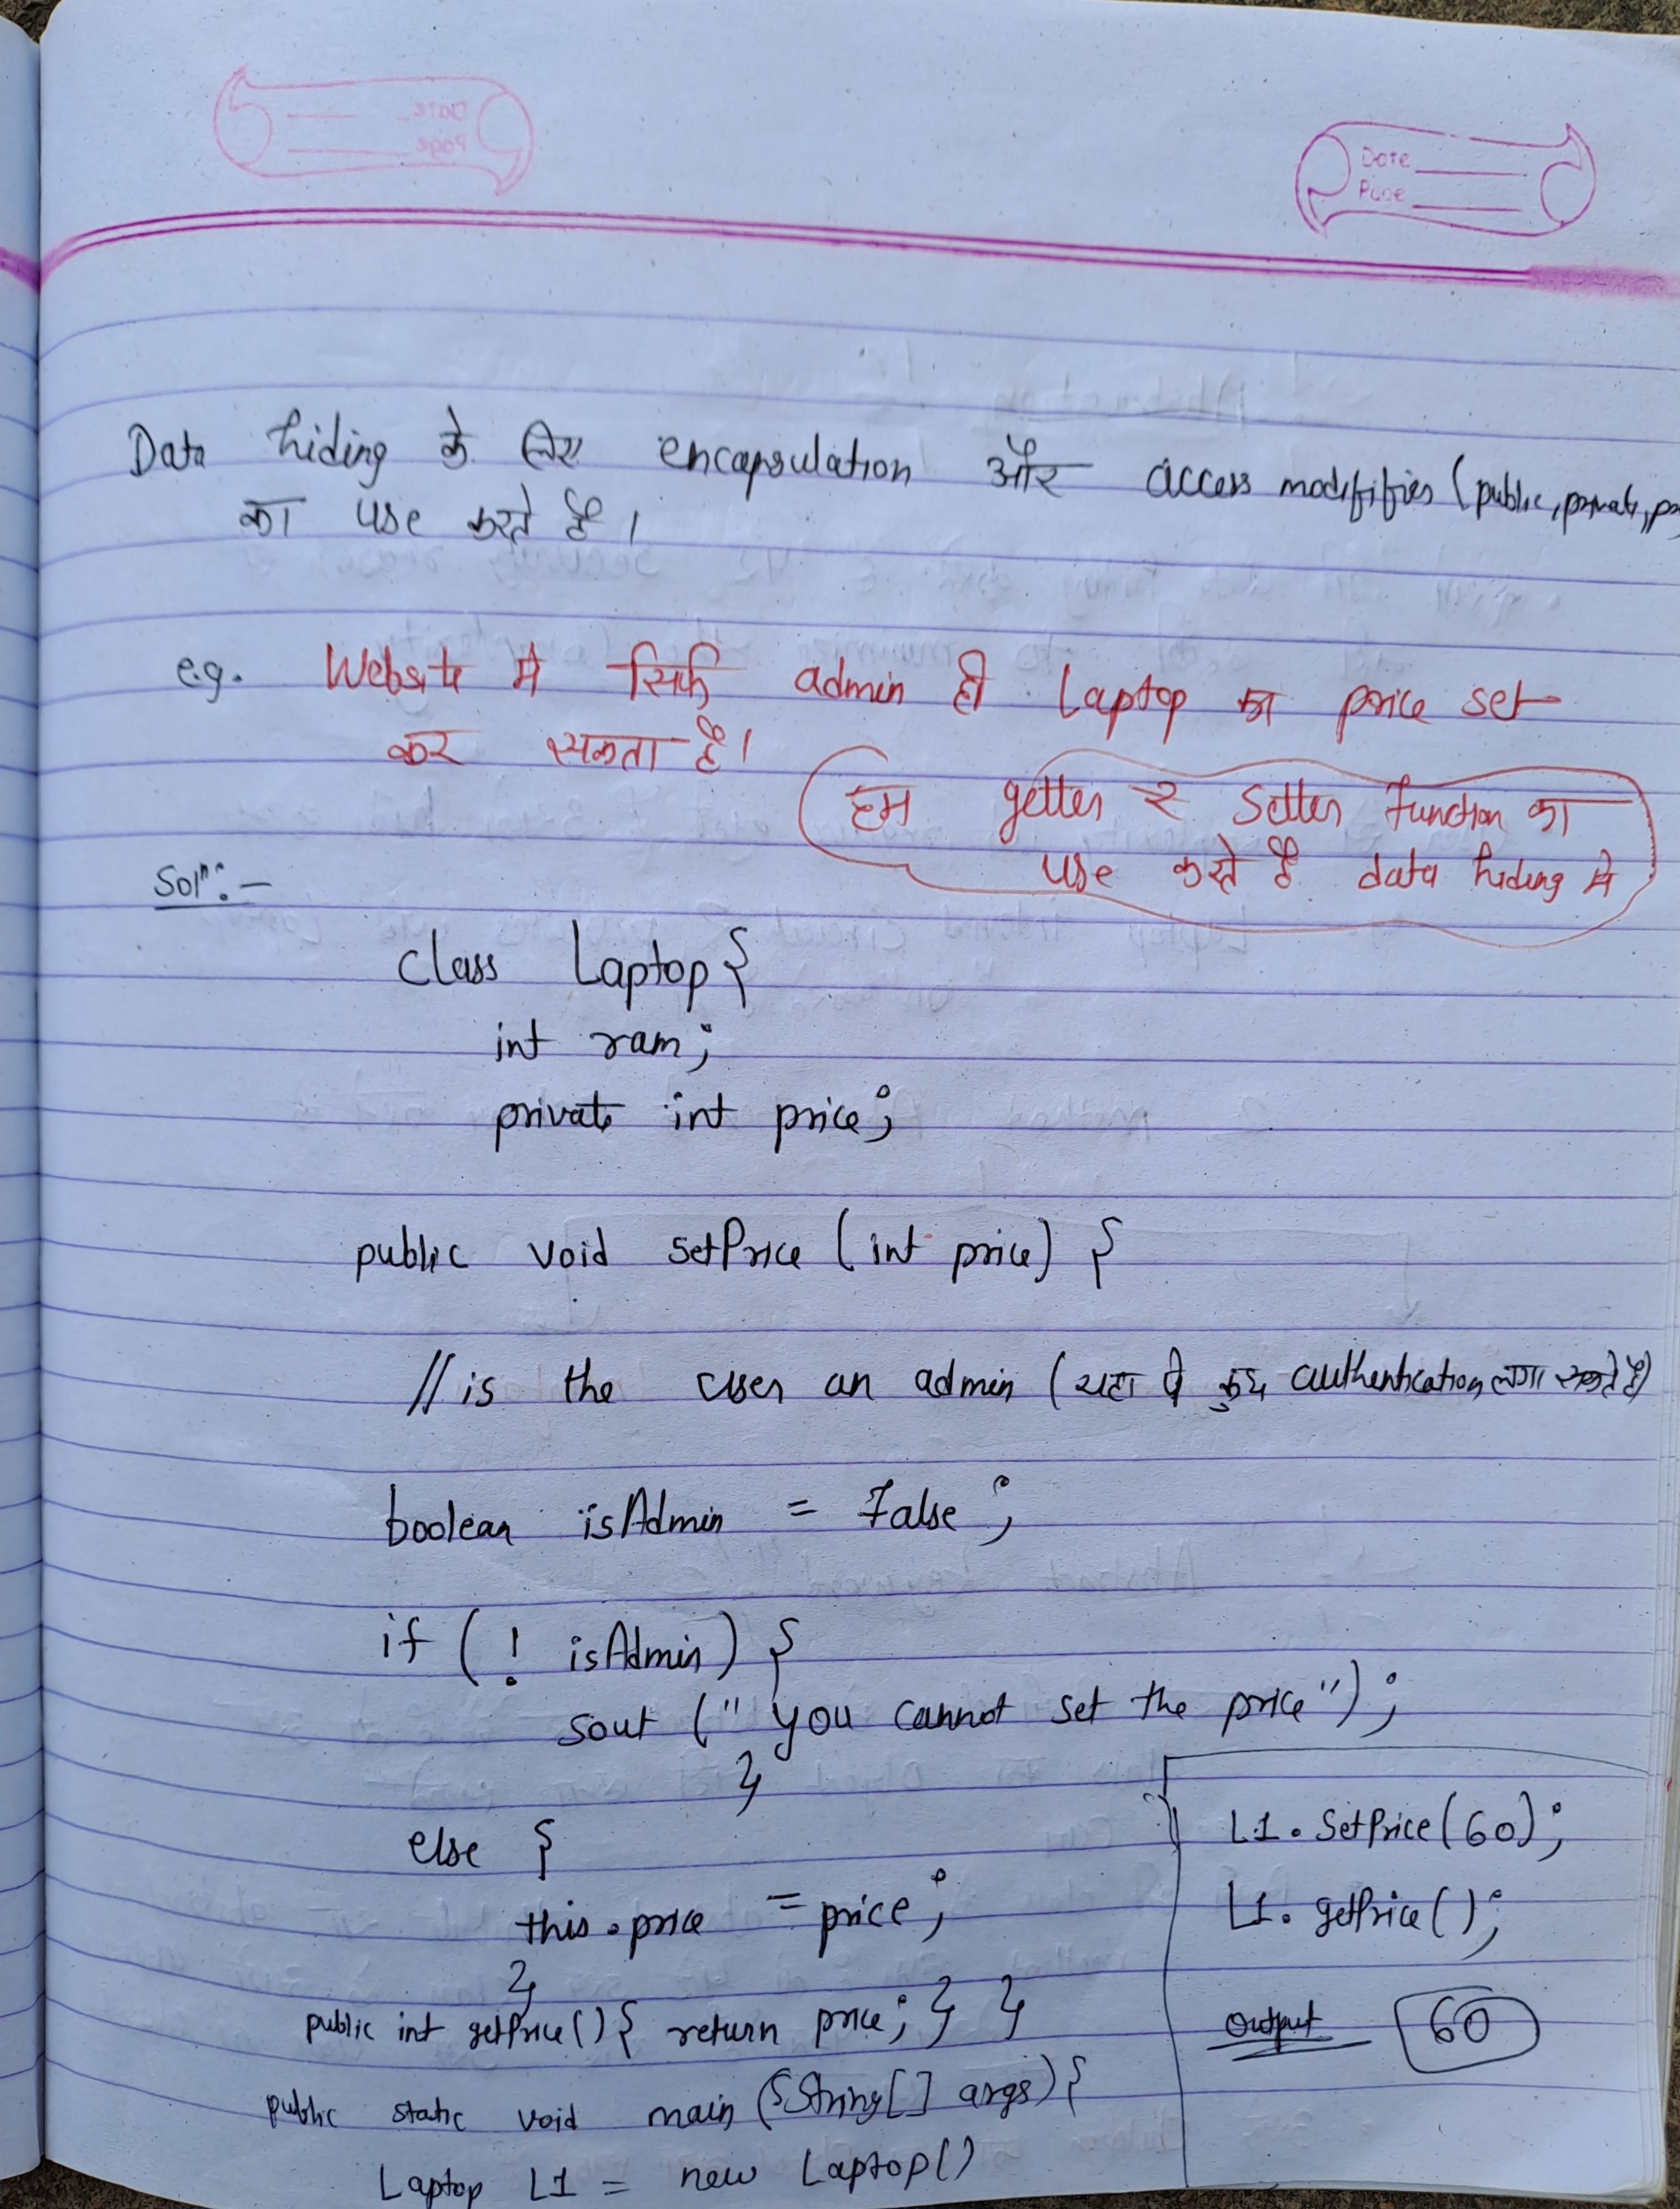 Date
Page
Data hiding के लिए encapsulation और access modififies (public, private, pr
का use करते है ।
e.g. Website मे सिर्फ admin ही Laptop का price set
कर सकता है।
हम getter & Setter Function का
use करते है data hiding मे
Solⁿ:-
class Laptop{
int ram;
private int price;
public void setPrice (int price) {
// is the user an admin (यहा पे कुछ authentication लगा सकते है)
boolean isAdmin = False ;
if ( ! isAdmin) {
sout (" you cannot set the price") ;
}
else {
this.price = price ;
}
public int getPrice() { return price; } }
public static void main (String[] args) {
Laptop L1 = new Laptop()
L1. SetPrice(60);
L1. getPrice();
Output 60